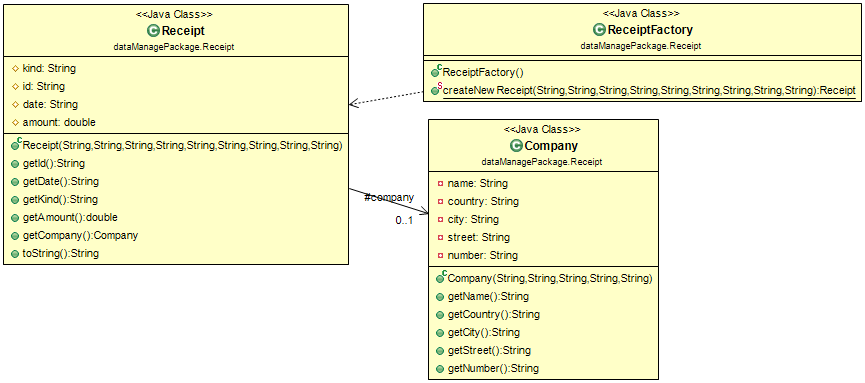 <<Java Class>>
Receipt
dataManagePackage.Receipt
kind: String
id: String
date: String
amount: double
Receipt(String,String,String,String,String,String,String,String,String)
getId():String
getDate():String
getKind():String
getAmount():double
getCompany():Company
toString():String
<<Java Class>>
ReceiptFactory
dataManagePackage.Receipt
ReceiptFactory()
createNewReceipt(String,String,String,String,String,String,String,String,String):Receipt
#company
0..1
<<Java Class>>
Company
dataManagePackage.Receipt
name: String
country: String
city: String
street: String
number: String
Company(String,String,String,String,String)
getName():String
getCountry():String
getCity():String
getStreet():String
getNumber():String